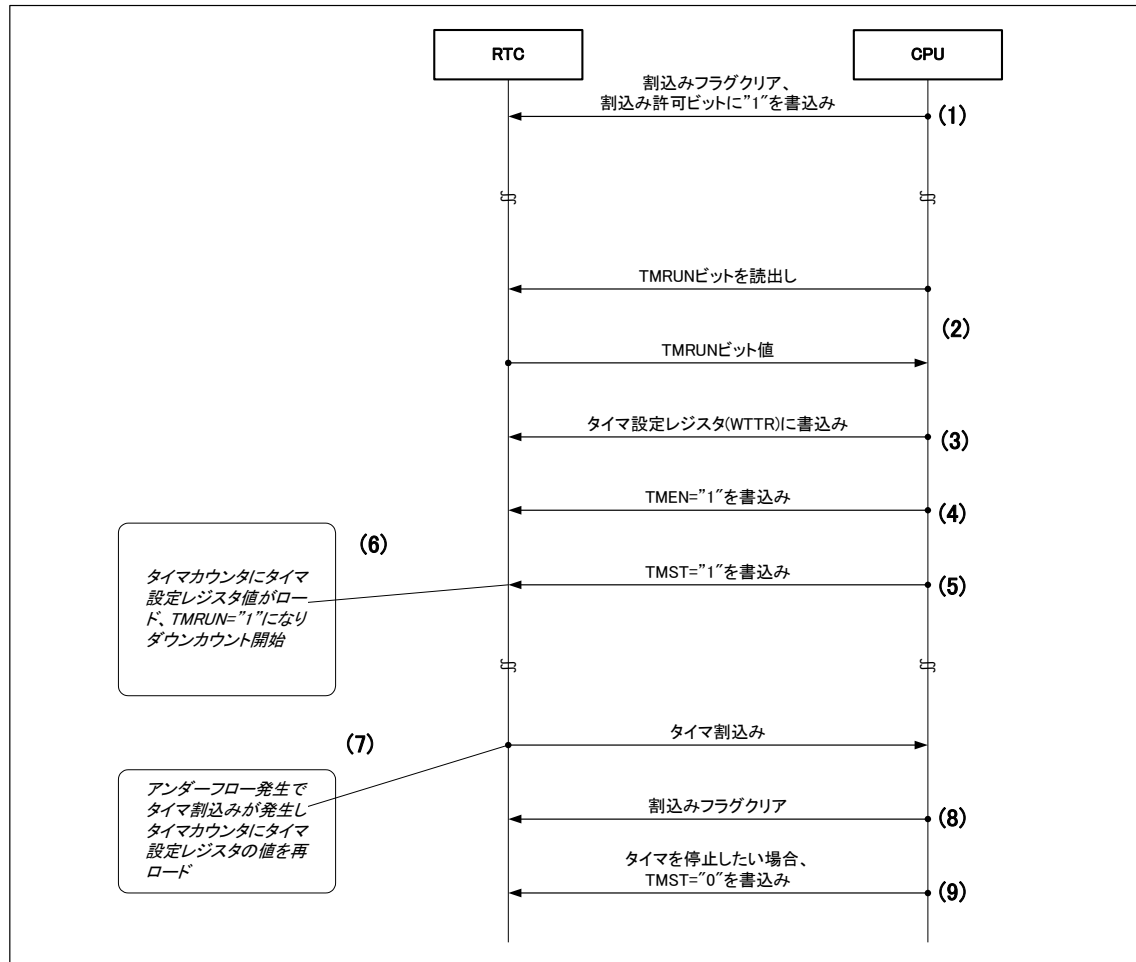 RTC
CPU
割込みフラグクリア、
割込み許可ビットに"1"を書込み
(1)
TMRUNビットを読出し
(2)
TMRUNビット値
タイマ設定レジスタ(WTTR)に書込み
(3)
TMEN="1"を書込み
(4)
(6)
タイマカウンタにタイマ
設定レジスタ値がロー
ド、TMRUN="1"になり
ダウンカウント開始
TMST="1"を書込み
(5)
タイマ割込み
(7)
アンダーフロー発生で
タイマ割込みが発生し
タイマカウンタにタイマ
設定レジスタの値を再
ロード
割込みフラグクリア
(8)
タイマを停止したい場合、
TMST="0"を書込み
(9)